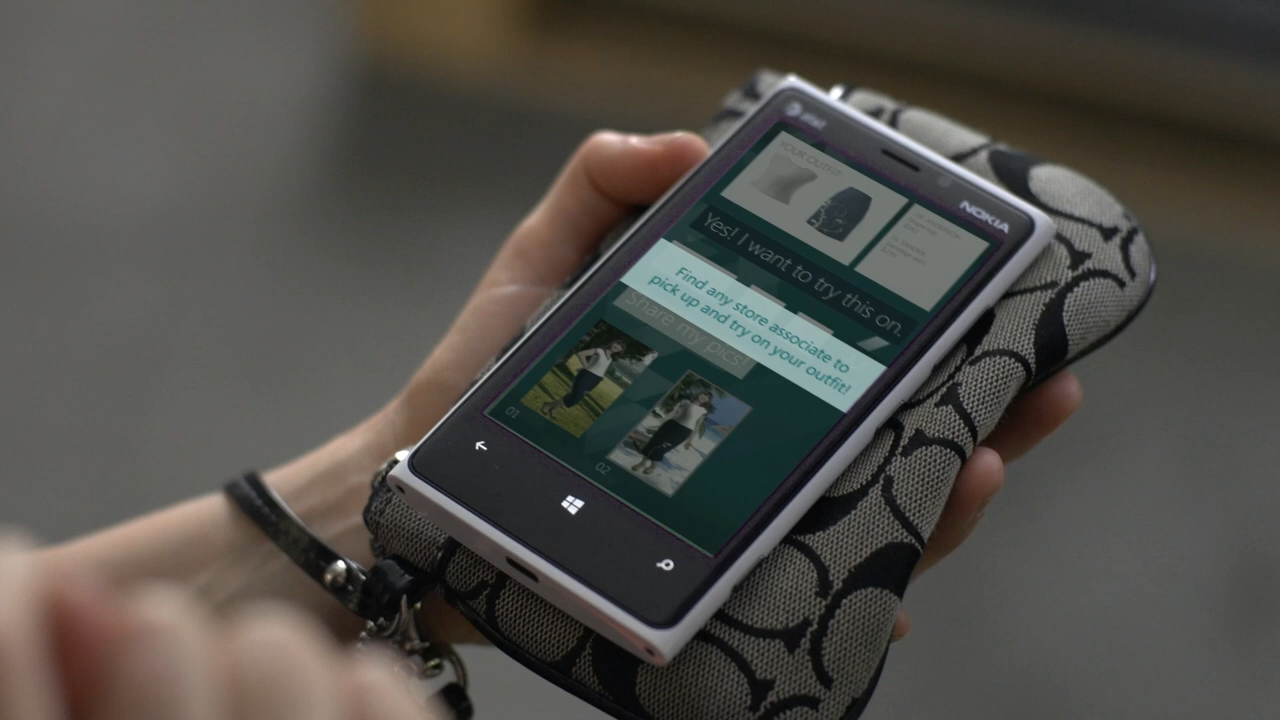 at&t
NOKIA
YOUR OUTFIT
Yes! I want to try this on.
Find any store associate to
pick up and try on your outfit!
Share my pics!
01
02